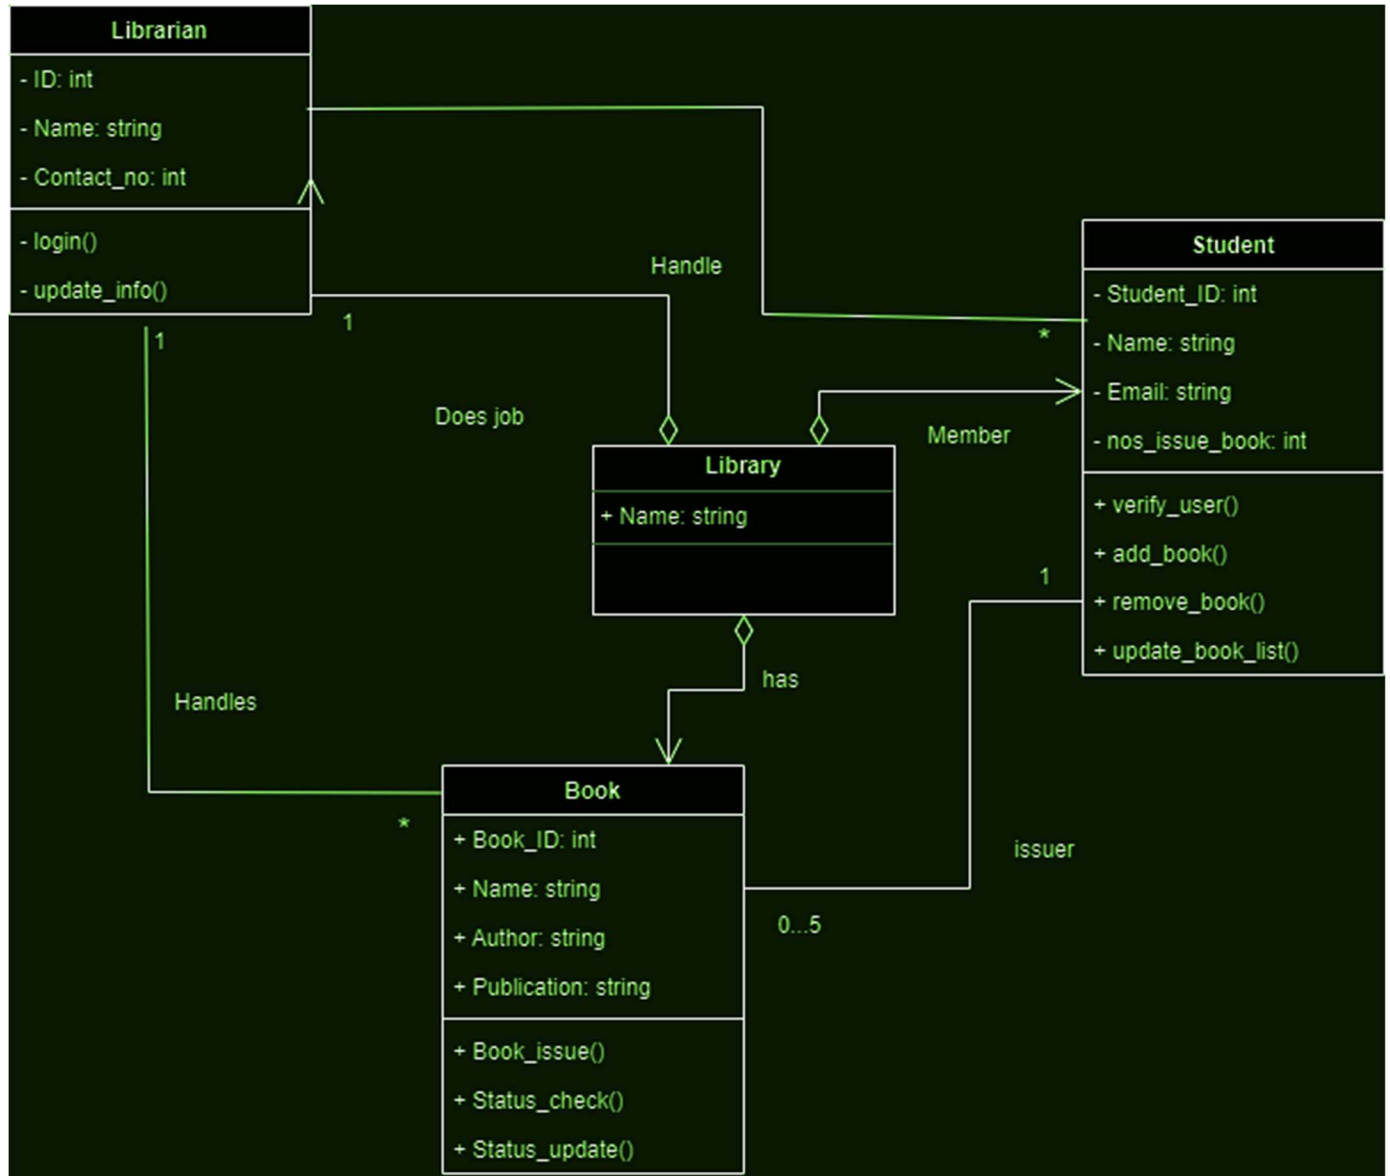 Librarian
- ID: int
- Name: string
- Contact_no: int
- login()
- update_info()
1
1
Handle
*
Does job
Student
- Student_ID: int
- Name: string
- Email: string
- nos_issue_book: int
+ verify_user()
+ add_book()
+ remove_book()
+ update_book_list()
Member
Library
+ Name: string
1
has
Handles
*
issuer
0...5
Book
+ Book_ID: int
+ Name: string
+ Author: string
+ Publication: string
+ Book_issue()
+ Status_check()
+ Status_update()